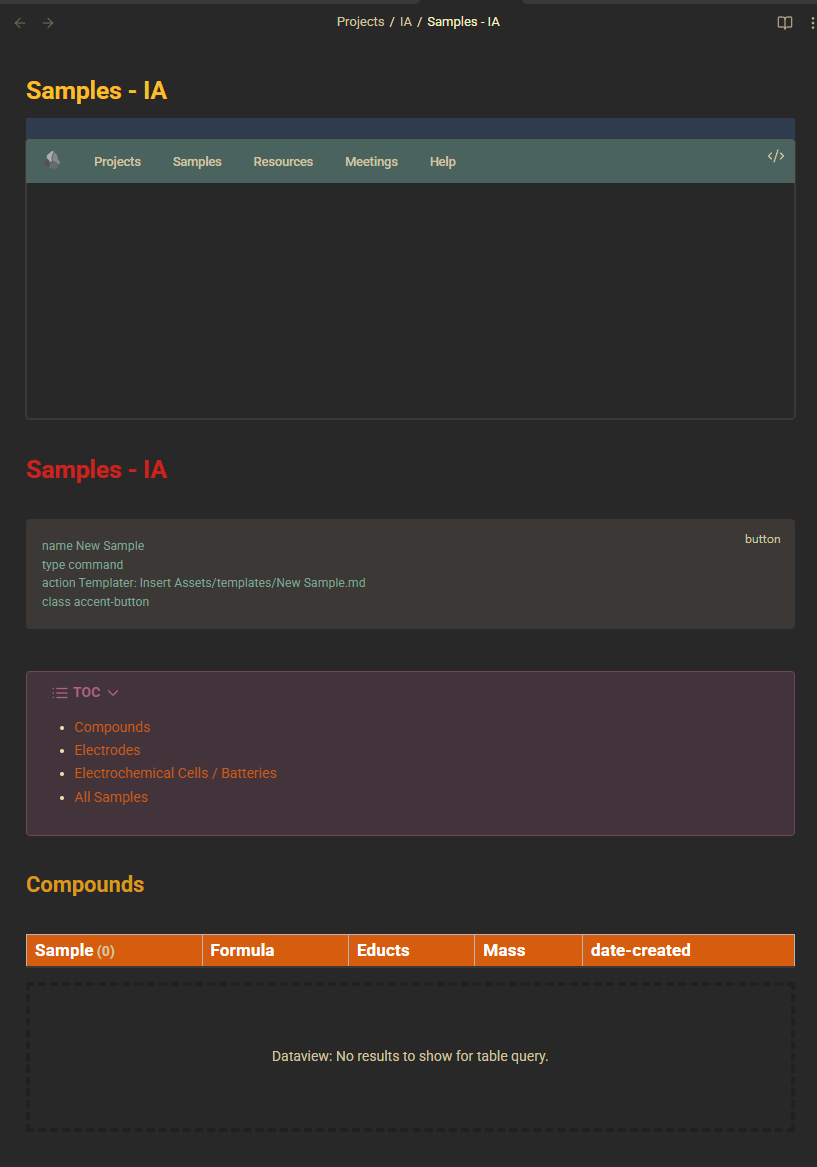 Projects / IA / Samples - IA
Samples - IA
Projects Samples Resources Meetings Help </>
Samples - IA
button
name New Sample
type command
action Templater: Insert Assets/templates/New Sample.md
class accent-button
TOC
Compounds
Electrodes
Electrochemical Cells / Batteries
All Samples
Compounds
Sample (0) Formula Educts Mass date-created
Dataview: No results to show for table query.